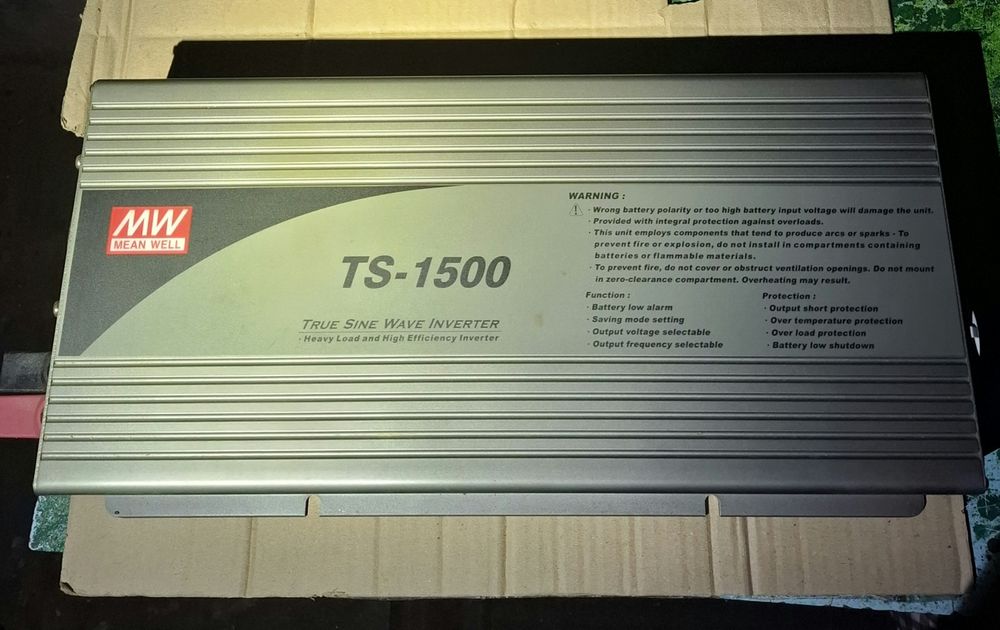 MW
MEAN WELL
TS-1500
TRUE SINE WAVE INVERTER
· Heavy Load and High Efficiency Inverter
WARNING :
· Wrong battery polarity or too high battery input voltage will damage the unit.
· Provided with integral protection against overloads.
· This unit employs components that tend to produce arcs or sparks - To
prevent fire or explosion, do not install in compartments containing
batteries or flammable materials.
· To prevent fire, do not cover or obstruct ventilation openings. Do not mount
in zero-clearance compartment. Overheating may result.
Function :
· Battery low alarm
· Saving mode setting
· Output voltage selectable
· Output frequency selectable
Protection :
· Output short protection
· Over temperature protection
· Over load protection
· Battery low shutdown